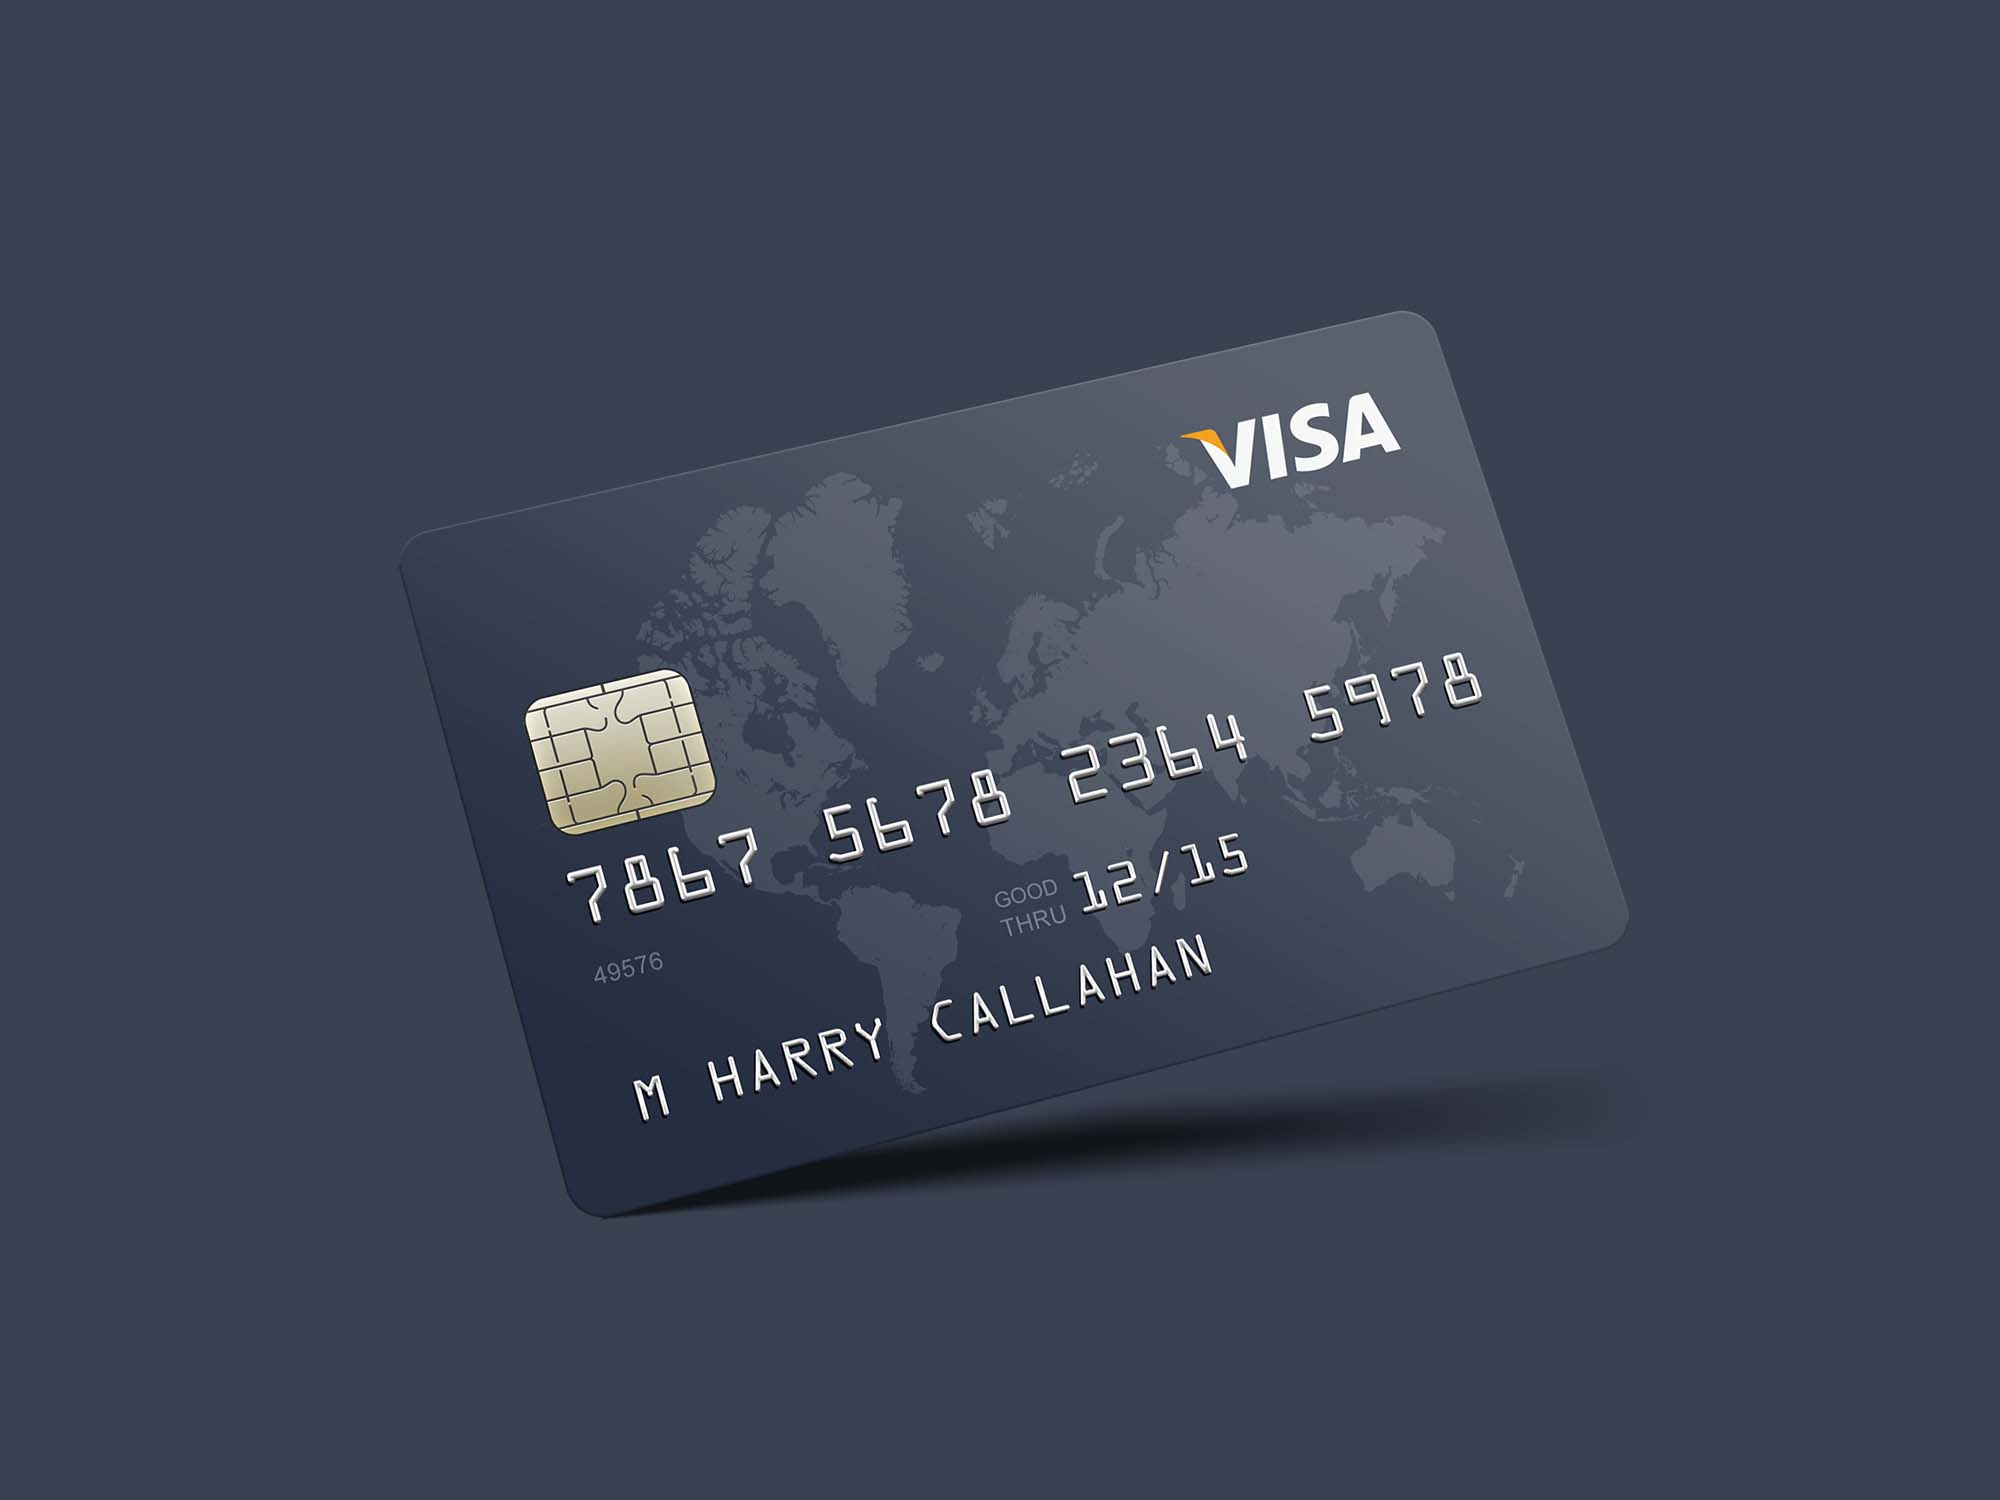 VISA
7867 5678 2364 5978
GOOD
THRU
12/15
49576
M HARRY CALLAHAN